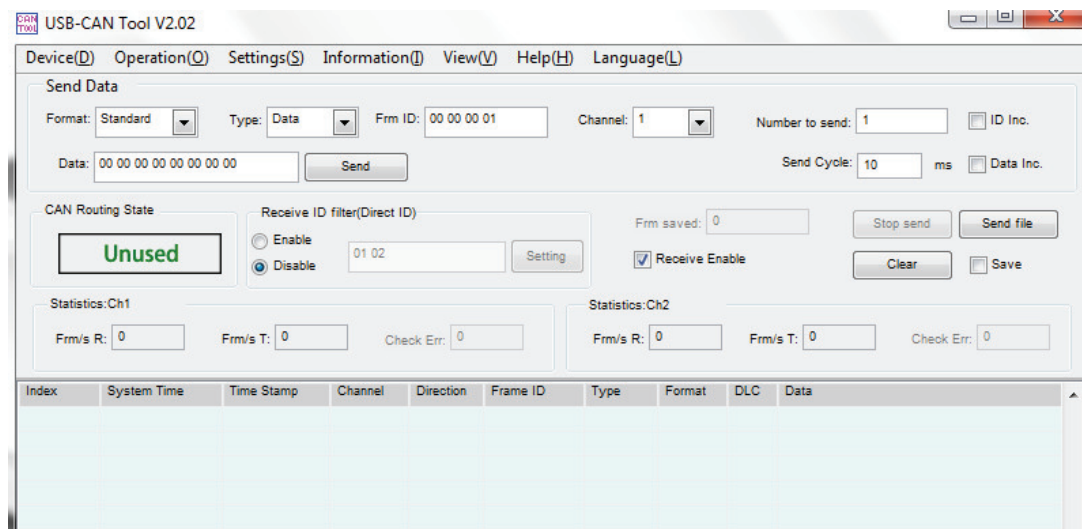 CAN TOOL USB-CAN Tool V2.02
Device(D) Operation(O) Settings(S) Information(I) View(V) Help(H) Language(L)
Send Data
Format: Standard Type: Data Frm ID: 00 00 00 01 Channel: 1 Number to send: 1 ID Inc.
Data: 00 00 00 00 00 00 00 00 Send Send Cycle: 10 ms Data Inc.
CAN Routing State
Unused
Receive ID filter(Direct ID)
Enable
Disable
01 02 Setting
Frm saved: 0 Stop send Send file
Receive Enable Clear Save
Statistics:Ch1
Frm/s R: 0 Frm/s T: 0 Check Err: 0
Statistics:Ch2
Frm/s R: 0 Frm/s T: 0 Check Err: 0
Index System Time Time Stamp Channel Direction Frame ID Type Format DLC Data